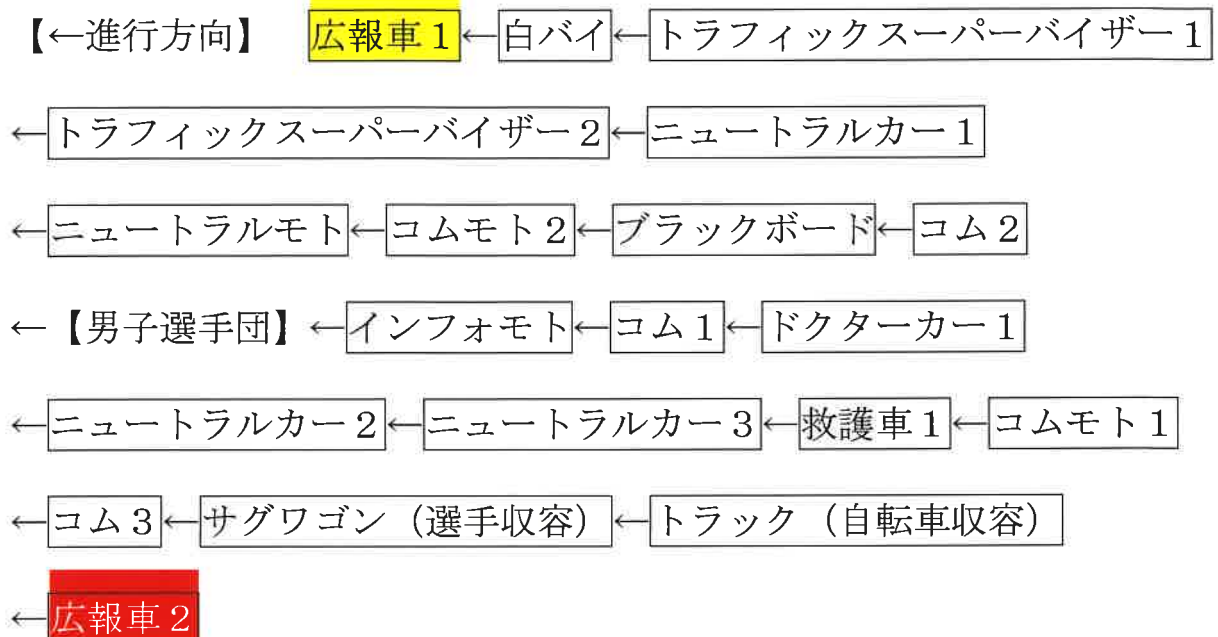 【←進行方向】 広報車1←白バイ←トラフィックスーパーバイザー1
←トラフィックスーパーバイザー2←ニュートラルカー1
←ニュートラルモト←コムモト2←ブラックボード←コム2
←【男子選手団】←インフォモト←コム1←ドクターカー1
←ニュートラルカー2←ニュートラルカー3←救護車1←コムモト1
←コム3←サグワゴン(選手収容)←トラック(自転車収容)
←広報車2